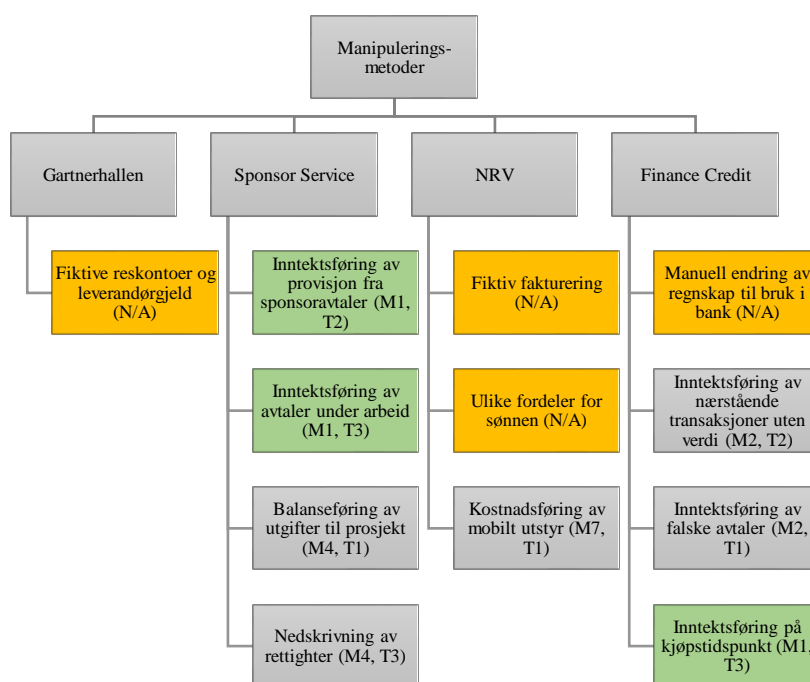 Manipulerings-
metoder
Gartnerhallen
Sponsor Service
NRV
Finance Credit
Fiktive reskontoer og
leverandørgjeld
(N/A)
Inntektsføring av
provisjon fra
sponsoravtaler (M1,
T2)
Inntektsføring av
avtaler under arbeid
(M1, T3)
Balanseføring av
utgifter til prosjekt
(M4, T1)
Nedskrivning av
rettighter (M4, T3)
Fiktiv fakturering
(N/A)
Ulike fordeler for
sønnen (N/A)
Kostnadsføring av
mobilt utstyr (M7,
T1)
Manuell endring av
regnskap til bruk i
bank (N/A)
Inntektsføring av
nærstående
transaksjoner uten
verdi (M2, T2)
Inntektsføring av
falske avtaler (M2,
T1)
Inntektsføring på
kjøpstidspunkt (M1,
T3)